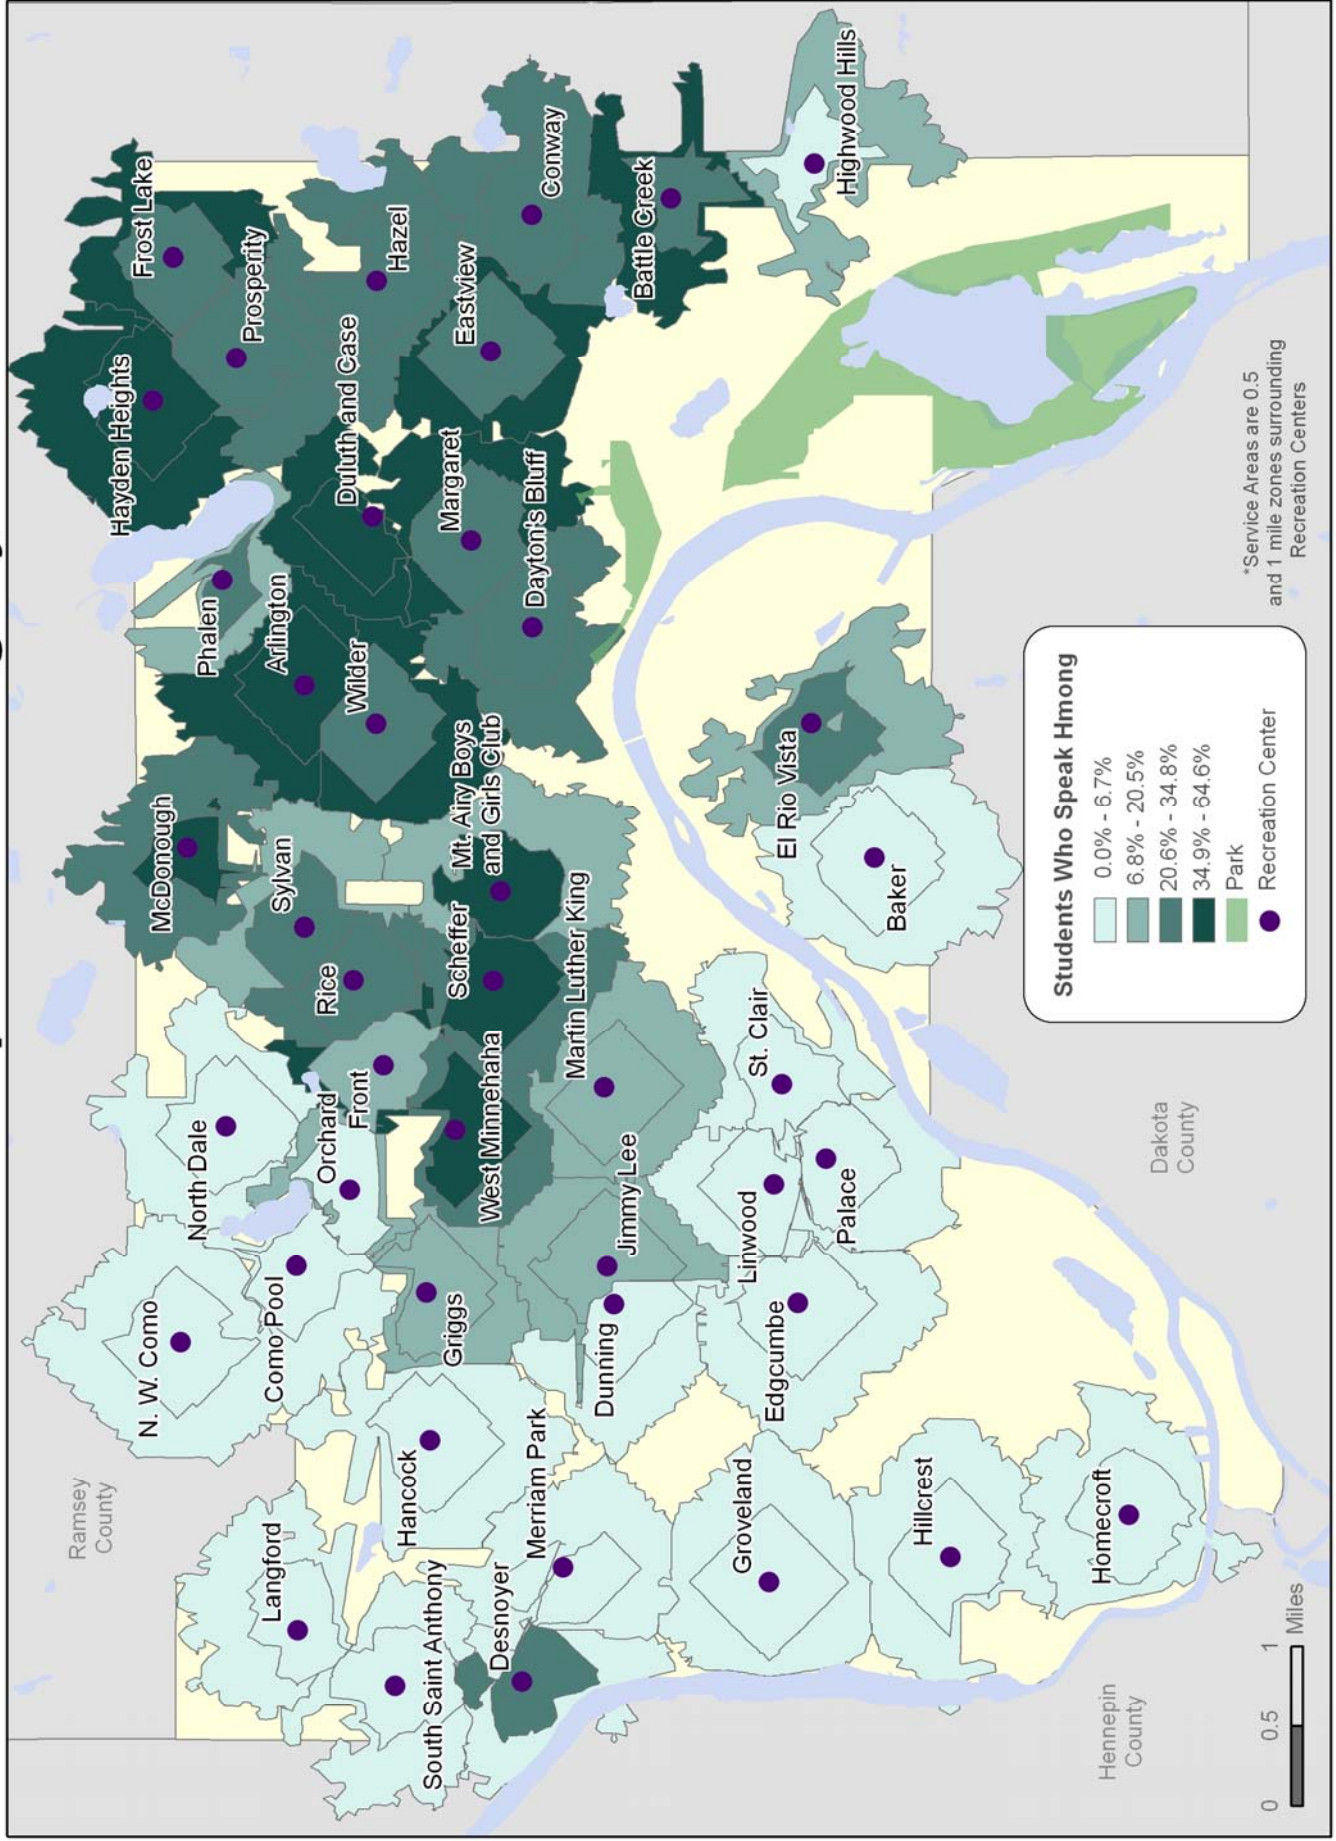 Ramsey
County
Langford
South Saint Anthony
Desnoyer
Merriam Park
Hancock
N. W. Como
Como Pool
North Dale
Orchard
Front
Griggs
West Minnehaha
Jimmy Lee
Dunning
Martin Luther King
McDonough
Sylvan
Rice
Scheffer
Mt. Airy Boys
and Girls Club
Phalen
Arlington
Wilder
Hayden Heights
Frost Lake
Prosperity
Duluth and Case
Hazel
Margaret
Dayton's Bluff
Eastview
Conway
Battle Creek
Highwood Hills
Groveland
Edgcumbe
Linwood
Palace
St. Clair
El Rio Vista
Baker
Hillcrest
Homecroft
Hennepin
County
Dakota
County
0 0.5 1
Miles
Students Who Speak Hmong
0.0% - 6.7%
6.8% - 20.5%
20.6% - 34.8%
34.9% - 64.6%
Park
Recreation Center
*Service Areas are 0.5
and 1 mile zones surrounding
Recreation Centers